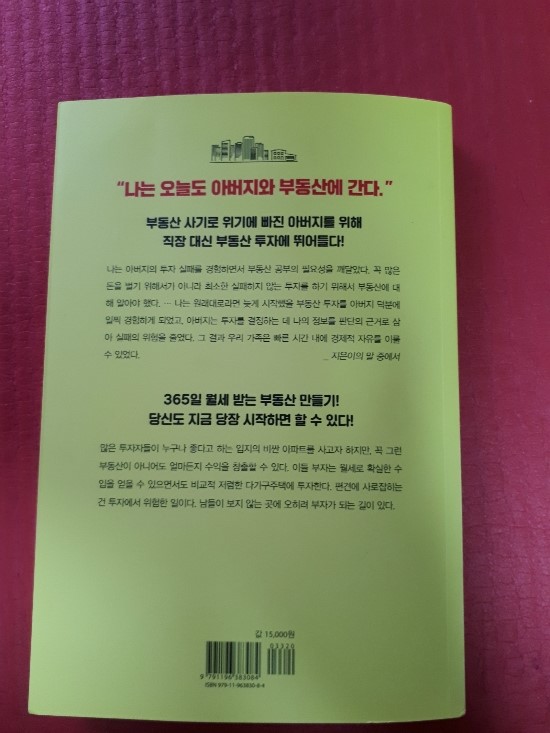 “나는 오늘도 아버지와 부동산에 간다.”
부동산 사기로 위기에 빠진 아버지를 위해
직장 대신 부동산 투자에 뛰어들다!
나는 아버지의 투자 실패를 경험하면서 부동산 공부의 필요성을 깨달았다. 꼭 많은
돈을 벌기 위해서가 아니라 최소한 실패하지 않는 투자를 하기 위해서 부동산에 대
해 알아야 했다. … 나는 원래대로라면 늦게 시작했을 부동산 투자를 아버지 덕분에
일찍 경험하게 되었고, 아버지는 투자를 결정하는 데 나의 정보를 판단의 근거로 삼
아 실패의 위험을 줄였다. 그 결과 우리 가족은 빠른 시간 내에 경제적 자유를 이룰
수 있었다. _ 지은이의 말 중에서
365일 월세 받는 부동산 만들기!
당신도 지금 당장 시작하면 할 수 있다!
많은 투자자들이 누구나 좋다고 하는 입지의 비싼 아파트를 사고자 하지만, 꼭 그런
부동산이 아니어도 얼마든지 수익을 창출할 수 있다. 이들 부자는 월세로 확실한 수
입을 얻을 수 있으면서도 비교적 저렴한 다가구주택에 투자한다. 편견에 사로잡히는
건 투자에서 위험한 일이다. 남들이 보지 않는 곳에 오히려 부자가 되는 길이 있다.
값 15,000원
03320
9 791196 383084
ISBN 979-11-963830-8-4